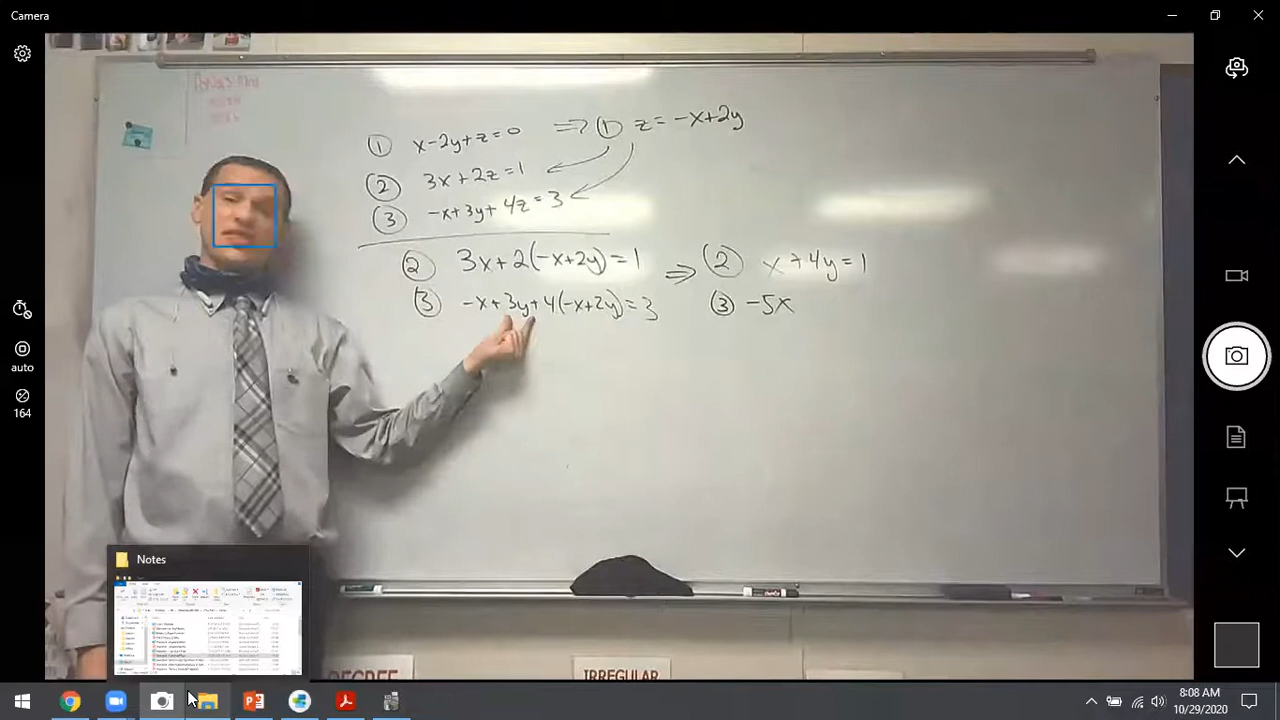 Camera
① x-2y+z=0 ⇒ ① z=-x+2y
② 3x+2z=1
③ -x+3y+4z=3
② 3x+2(-x+2y)=1 ⇒ ② x+4y=1
③ -x+3y+4(-x+2y)=3 ③ -5x
auto
164
Notes
DEGREE
IRREGULAR
8:08 AM
10/29/2020